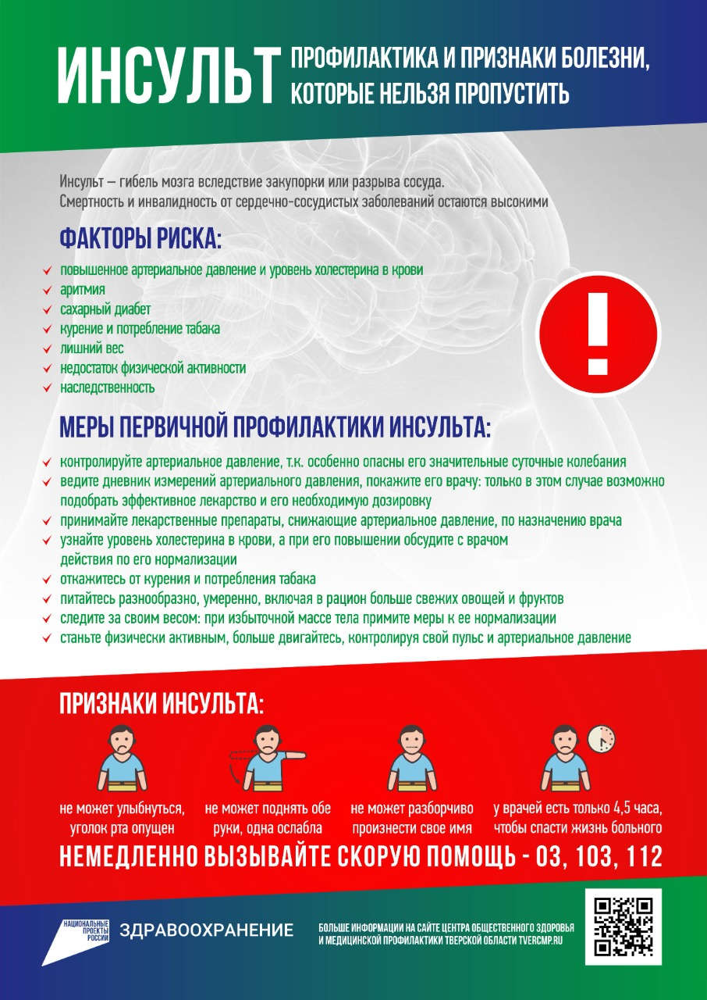 ИНСУЛЬТ
ПРОФИЛАКТИКА И ПРИЗНАКИ БОЛЕЗНИ,
КОТОРЫЕ НЕЛЬЗЯ ПРОПУСТИТЬ
Инсульт – гибель мозга вследствие закупорки или разрыва сосуда.
Смертность и инвалидность от сердечно-сосудистых заболеваний остаются высокими
ФАКТОРЫ РИСКА:
повышенное артериальное давление и уровень холестерина в крови
аритмия
сахарный диабет
курение и потребление табака
лишний вес
недостаток физической активности
наследственность
МЕРЫ ПЕРВИЧНОЙ ПРОФИЛАКТИКИ ИНСУЛЬТА:
контролируйте артериальное давление, т.к. особенно опасны его значительные суточные колебания
ведите дневник измерений артериального давления, покажите его врачу: только в этом случае возможно
подобрать эффективное лекарство и его необходимую дозировку
принимайте лекарственные препараты, снижающие артериальное давление, по назначению врача
узнайте уровень холестерина в крови, а при его повышении обсудите с врачом
действия по его нормализации
откажитесь от курения и потребления табака
питайтесь разнообразно, умеренно, включая в рацион больше свежих овощей и фруктов
следите за своим весом: при избыточной массе тела примите меры к ее нормализации
станьте физически активным, больше двигайтесь, контролируя свой пульс и артериальное давление
ПРИЗНАКИ ИНСУЛЬТА:
не может улыбнуться,
уголок рта опущен
не может поднять обе
руки, одна ослабла
не может разборчиво
произнести свое имя
у врачей есть только 4,5 часа,
чтобы спасти жизнь больного
НЕМЕДЛЕННО ВЫЗЫВАЙТЕ СКОРУЮ ПОМОЩЬ - 03, 103, 112
НАЦИОНАЛЬНЫЕ
ПРОЕКТЫ
РОССИИ
ЗДРАВООХРАНЕНИЕ
БОЛЬШЕ ИНФОРМАЦИИ НА САЙТЕ ЦЕНТРА ОБЩЕСТВЕННОГО ЗДОРОВЬЯ
И МЕДИЦИНСКОЙ ПРОФИЛАКТИКИ ТВЕРСКОЙ ОБЛАСТИ TVERCMP.RU